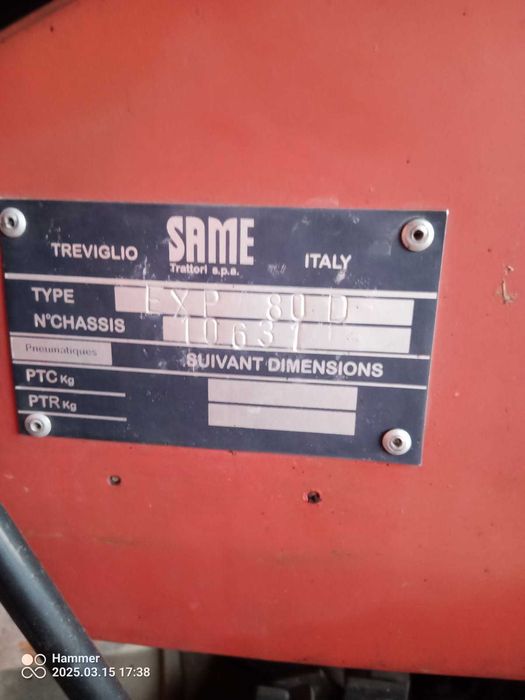 SAME
TREVIGLIO
ITALY
Trattori s.p.a.
TYPE EXP 80 D
N°CHASSIS 10631
Pneumatiques SUIVANT DIMENSIONS
PTC Kg
PTR Kg
Hammer
2025.03.15 17:38